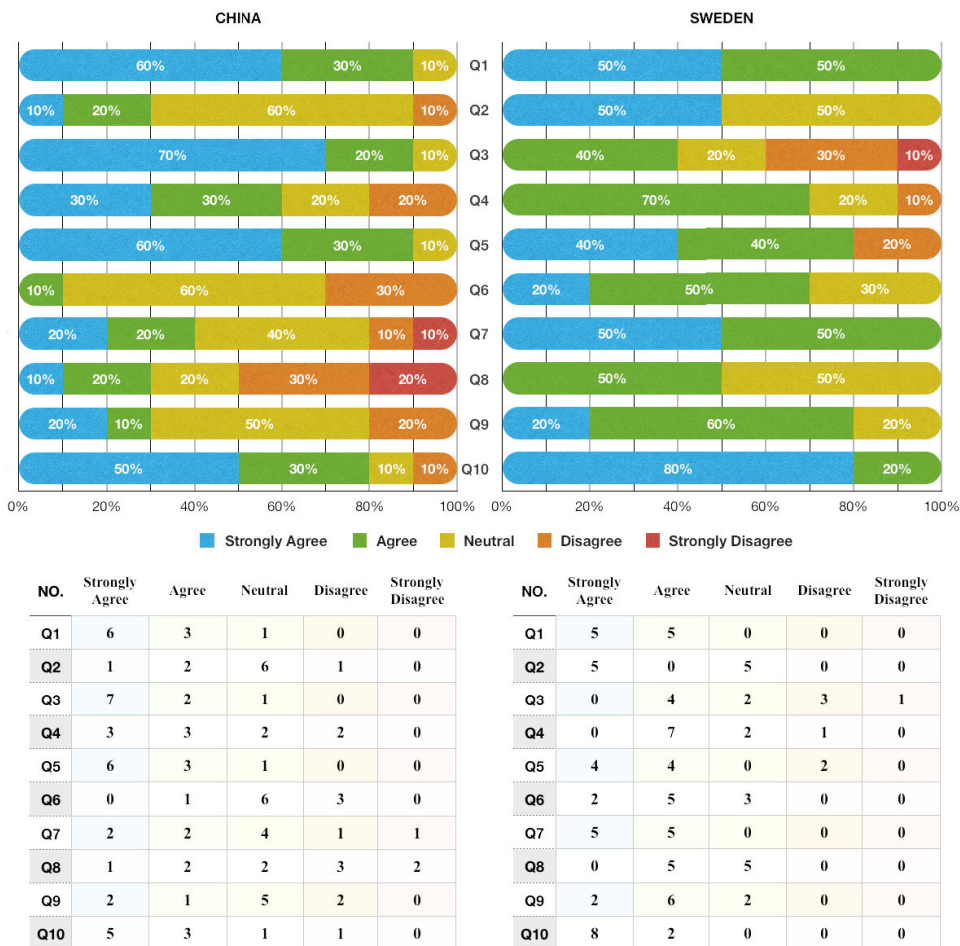 CHINA SWEDEN
60% 30% 10% Q1 50% 50%
10% 20% 60% 10% Q2 50% 50%
70% 20% 10% Q3 40% 20% 30% 10%
30% 30% 20% 20% Q4 70% 20% 10%
60% 30% 10% Q5 40% 40% 20%
10% 60% 30% Q6 20% 50% 30%
20% 20% 40% 10% 10% Q7 50% 50%
10% 20% 20% 30% 20% Q8 50% 50%
20% 10% 50% 20% Q9 20% 60% 20%
50% 30% 10% 10% Q10 80% 20%
0% 20% 40% 60% 80% 100% 0% 20% 40% 60% 80% 100%
Strongly Agree Agree Neutral Disagree Strongly Disagree
NO. Strongly Agree Agree Neutral Disagree Strongly Disagree
Q1 6 3 1 0 0
Q2 1 2 6 1 0
Q3 7 2 1 0 0
Q4 3 3 2 2 0
Q5 6 3 1 0 0
Q6 0 1 6 3 0
Q7 2 2 4 1 1
Q8 1 2 2 3 2
Q9 2 1 5 2 0
Q10 5 3 1 1 0
NO. Strongly Agree Agree Neutral Disagree Strongly Disagree
Q1 5 5 0 0 0
Q2 5 0 5 0 0
Q3 0 4 2 3 1
Q4 0 7 2 1 0
Q5 4 4 0 2 0
Q6 2 5 3 0 0
Q7 5 5 0 0 0
Q8 0 5 5 0 0
Q9 2 6 2 0 0
Q10 8 2 0 0 0